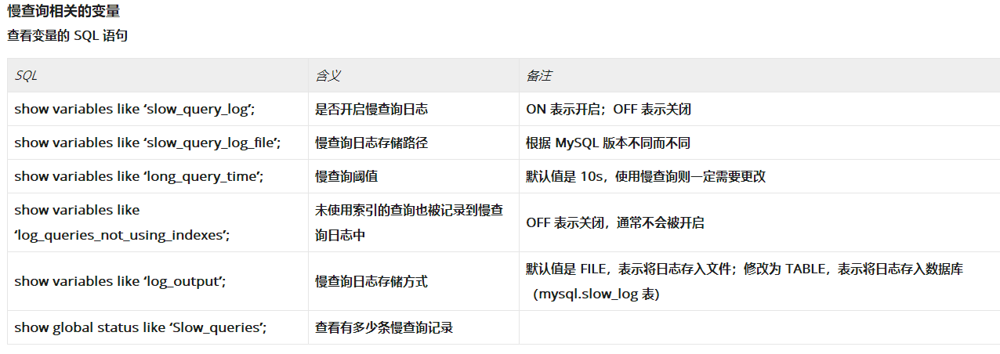 慢查询相关的变量
查看变量的 SQL 语句
SQL 含义 备注
show variables like ‘slow_query_log’; 是否开启慢查询日志 ON 表示开启；OFF 表示关闭
show variables like ‘slow_query_log_file’; 慢查询日志存储路径 根据 MySQL 版本不同而不同
show variables like ‘long_query_time’; 慢查询阈值 默认值是 10s，使用慢查询则一定需要更改
show variables like
‘log_queries_not_using_indexes’;
未使用索引的查询也被记录到慢查
询日志中
OFF 表示关闭，通常不会被开启
show variables like ‘log_output’; 慢查询日志存储方式
默认值是 FILE，表示将日志存入文件；修改为 TABLE，表示将日志存入数据库
（mysql.slow_log 表）
show global status like ‘Slow_queries’; 查看有多少条慢查询记录